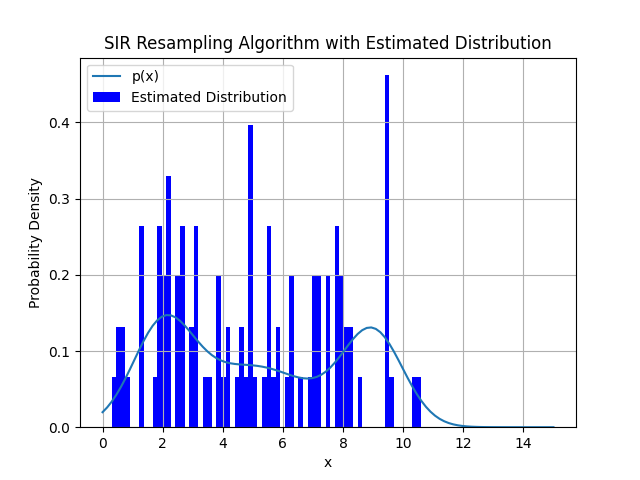 SIR Resampling Algorithm with Estimated Distribution
p(x)
Estimated Distribution
Probability Density
0.4
0.3
0.2
0.1
0.0
0 2 4 6 8 10 12 14
x